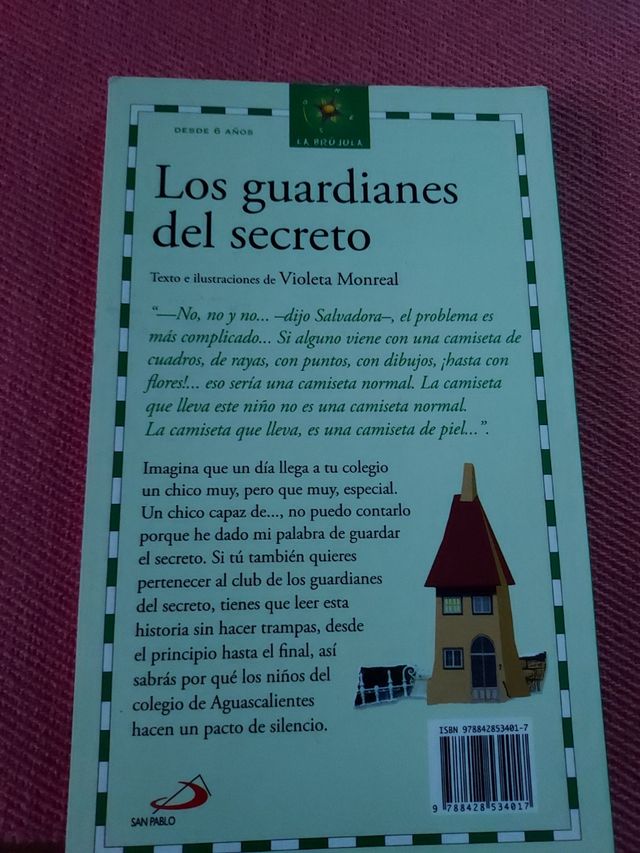 DESDE 6 AÑOS
LA BRÚJULA
Los guardianes
del secreto
Texto e ilustraciones de Violeta Monreal
“—No, no y no... –dijo Salvadora–, el problema es
más complicado... Si alguno viene con una camiseta de
cuadros, de rayas, con puntos, con dibujos, ¡hasta con
flores!... eso sería una camiseta normal. La camiseta
que lleva este niño no es una camiseta normal.
La camiseta que lleva, es una camiseta de piel...”.
Imagina que un día llega a tu colegio
un chico muy, pero que muy, especial.
Un chico capaz de..., no puedo contarlo
porque he dado mi palabra de guardar
el secreto. Si tú también quieres
pertenecer al club de los guardianes
del secreto, tienes que leer esta
historia sin hacer trampas, desde
el principio hasta el final, así
sabrás por qué los niños del
colegio de Aguascalientes
hacen un pacto de silencio.
SAN PABLO
ISBN 978842853401-7
9 788428 534017